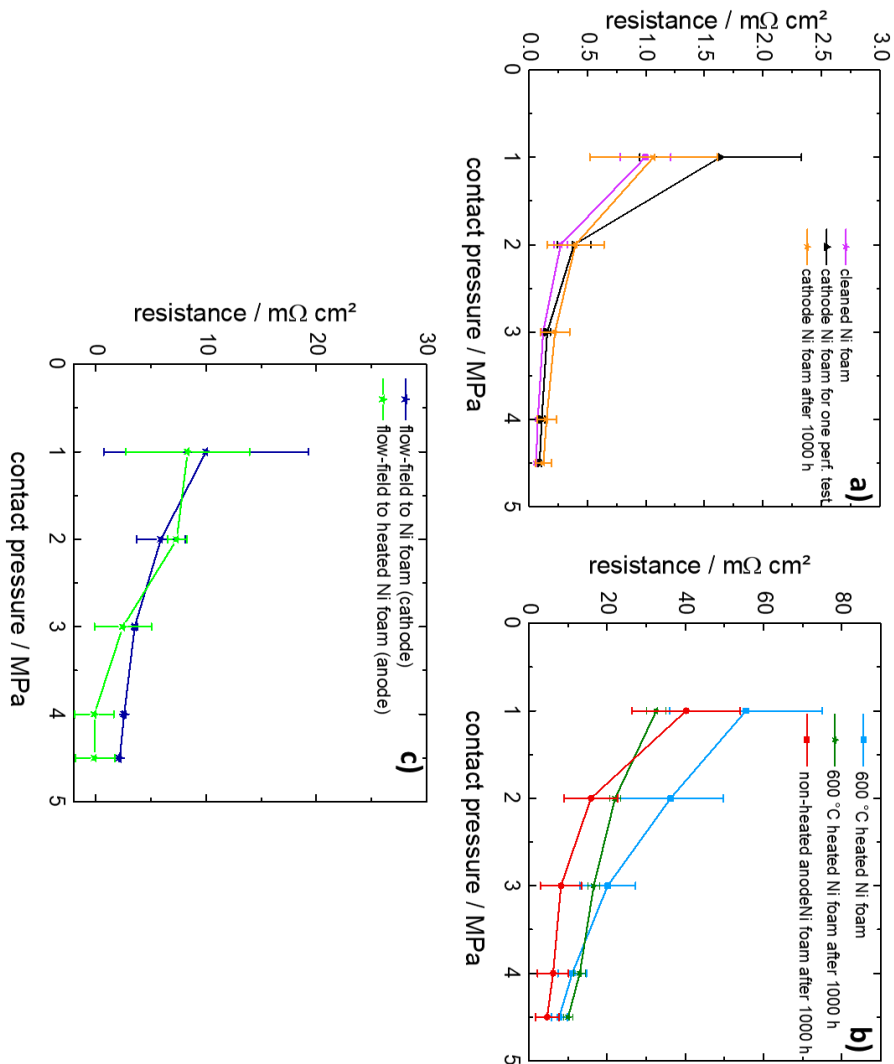 a)
resistance / mΩ cm²
3.0
2.5
2.0
1.5
1.0
0.5
0.0
0 1 2 3 4 5
contact pressure / MPa
cleaned Ni foam
cathode Ni foam for one perf. test
cathode Ni foam after 1000 h
b)
resistance / mΩ cm²
80
60
40
20
0
0 1 2 3 4 5
contact pressure / MPa
600 °C heated Ni foam
600 °C heated Ni foam after 1000 h
non-heated anodeNi foam after 1000 h
c)
resistance / mΩ cm²
30
20
10
0
0 1 2 3 4 5
contact pressure / MPa
flow-field to Ni foam (cathode)
flow-field to heated Ni foam (anode)